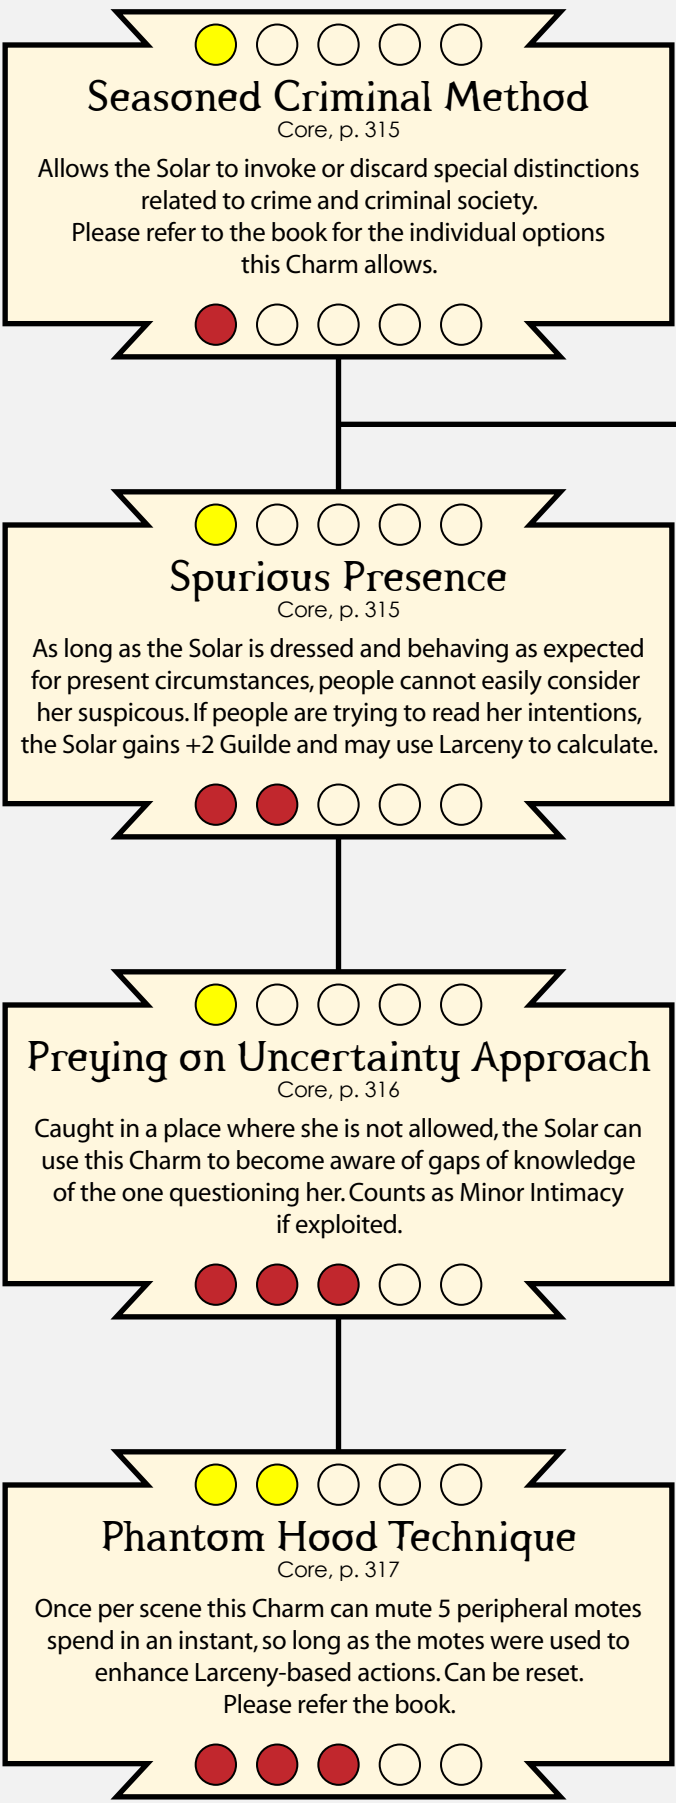 Seasoned Criminal Method
Core, p. 315
Allows the Solar to invoke or discard special distinctions
related to crime and criminal society.
Please refer to the book for the individual options
this Charm allows.
Spurious Presence
Core, p. 315
As long as the Solar is dressed and behaving as expected
for present circumstances, people cannot easily consider
her suspicous. If people are trying to read her intentions,
the Solar gains +2 Guilde and may use Larceny to calculate.
Preying on Uncertainty Approach
Core, p. 316
Caught in a place where she is not allowed, the Solar can
use this Charm to become aware of gaps of knowledge
of the one questioning her. Counts as Minor Intimacy
if exploited.
Phantom Hood Technique
Core, p. 317
Once per scene this Charm can mute 5 peripheral motes
spend in an instant, so long as the motes were used to
enhance Larceny-based actions. Can be reset.
Please refer the book.